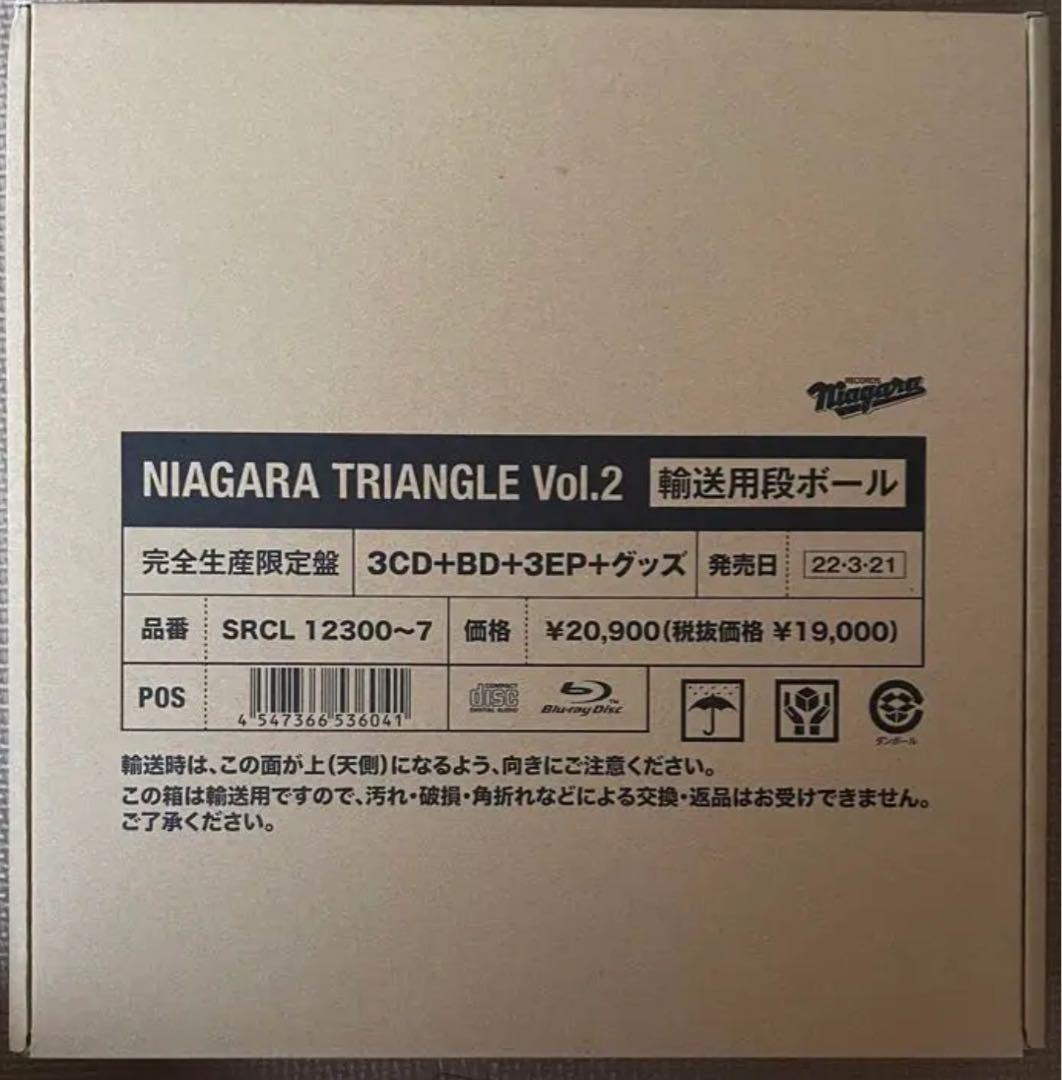 RECORDS
Niagara
NIAGARA TRIANGLE Vol.2 輸送用段ボール
完全生産限定盤 3CD+BD+3EP+グッズ 発売日 22·3·21
品番 SRCL 12300〜7 価格 ¥20,900(税抜価格 ¥19,000)
POS 4 547366 536041 COMPACT disc DIGITAL AUDIO Blu-ray Disc™
ダンボール
輸送時は、この面が上(天側)になるよう、向きにご注意ください。
この箱は輸送用ですので、汚れ・破損・角折れなどによる交換・返品はお受けできません。
ご了承ください。